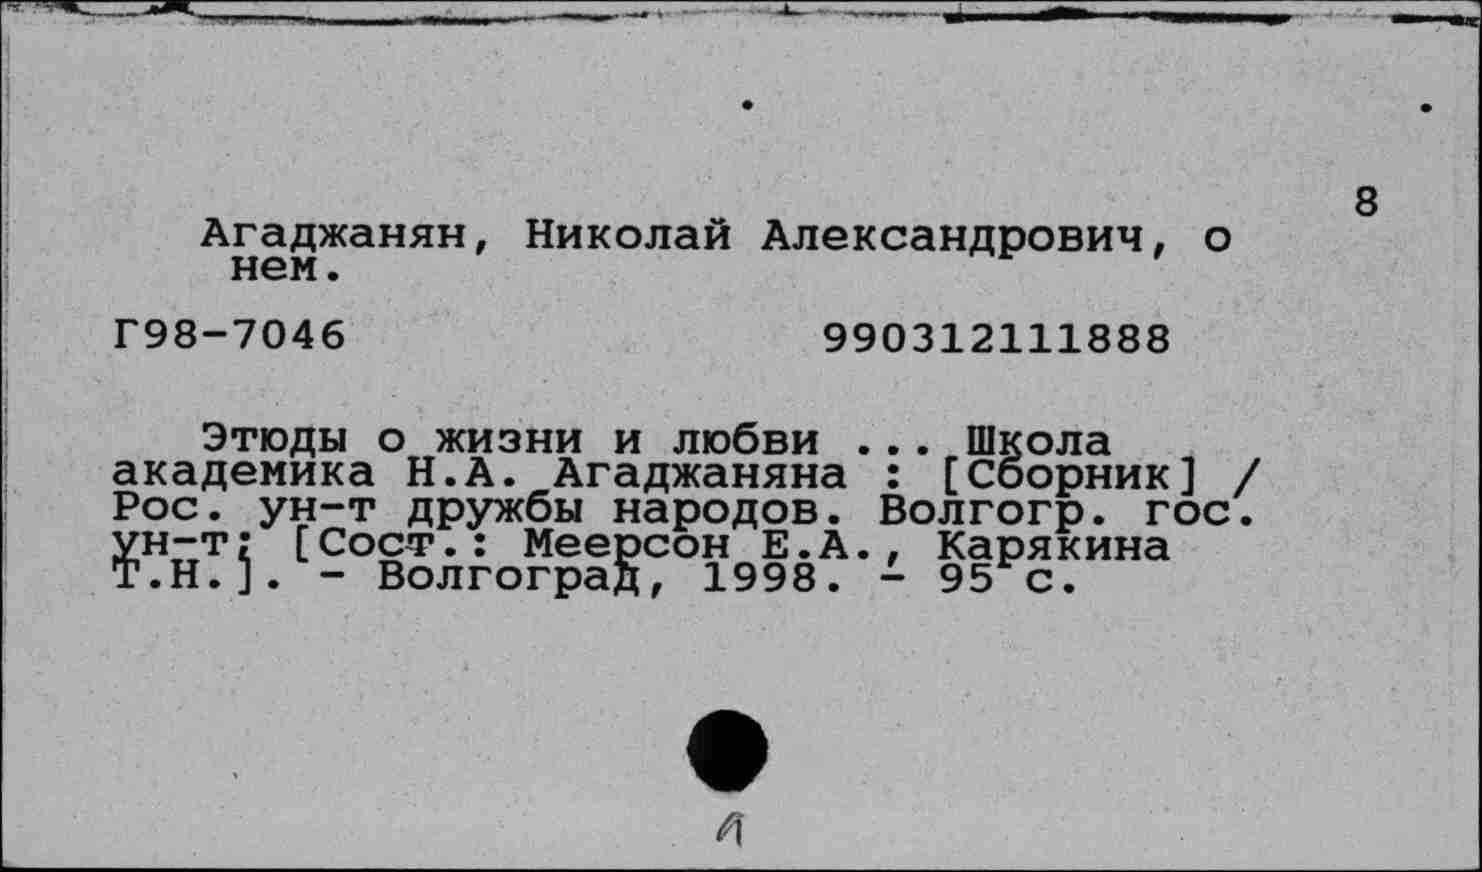 8
Агаджанян, Николай Александрович, о
нем.
Г98-7046 990312111888
Этюды о жизни и любви ... Школа
академика Н.А. Агаджаняна : [Сборник] /
Рос. ун-т дружбы народов. Волгогр. гос.
ун-т; [Сост.: Меерсон Е.А., Карякина
Т.Н.]. - Волгоград, 1998. - 95 с.